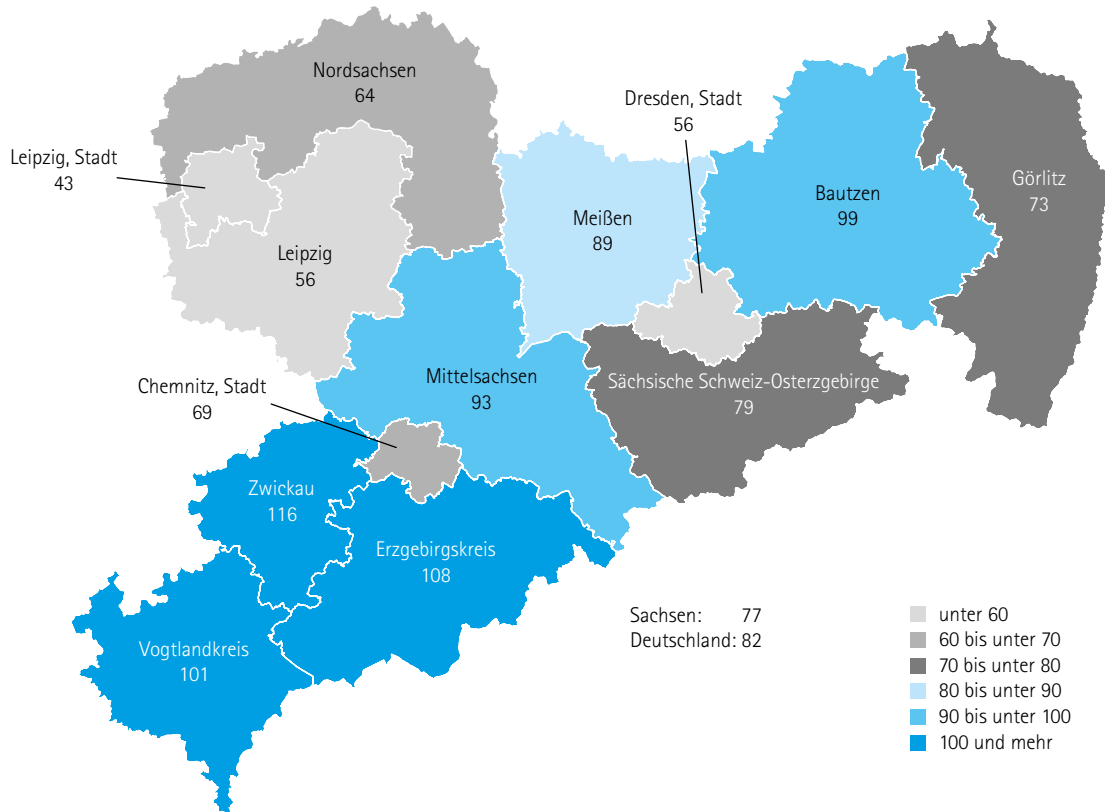 Nordsachsen
64
Dresden, Stadt
56
Leipzig, Stadt
43
Görlitz
73
Bautzen
99
Meißen
89
Leipzig
56
Mittelsachsen
93
Sächsische Schweiz-Osterzgebirge
79
Chemnitz, Stadt
69
Zwickau
116
Erzgebirgskreis
108
Vogtlandkreis
101
Sachsen: 77
Deutschland: 82
unter 60
60 bis unter 70
70 bis unter 80
80 bis unter 90
90 bis unter 100
100 und mehr